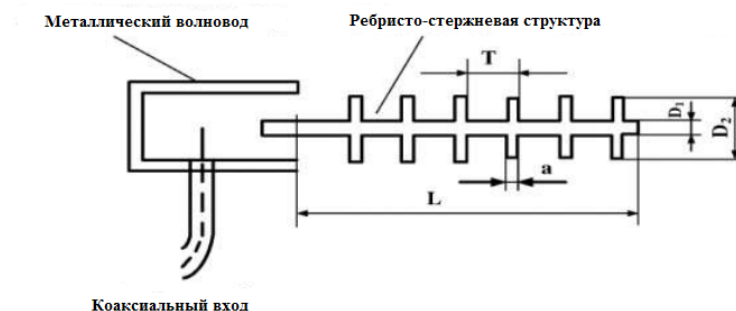 Металлический волновод
Ребристо-стержневая структура
T
D1
D2
a
L
Коаксиальный вход